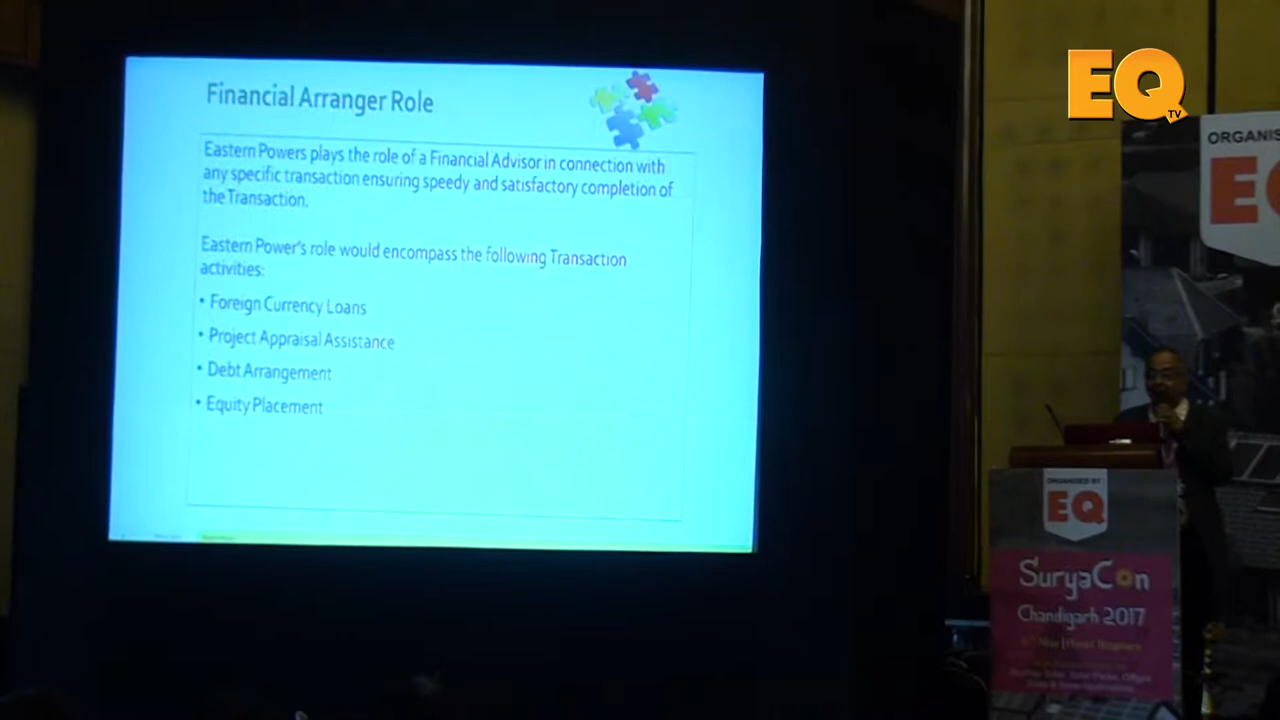 Financial Arranger Role
Eastern Powers plays the role of a Financial Advisor in connection with
any specific transaction ensuring speedy and satisfactory completion of
the Transaction.
Eastern Power's role would encompass the following Transaction
activities:
• Foreign Currency Loans
• Project Appraisal Assistance
• Debt Arrangement
• Equity Placement
EQ
TV
ORGANIS
E
ORGANISED BY
EQ
SuryaCon
Chandigarh 2017